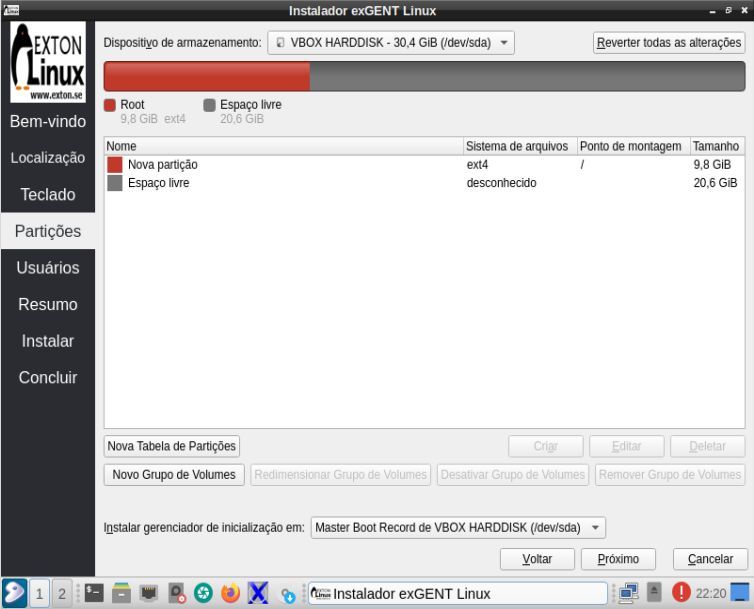 Instalador exGENT Linux
EXTON
Linux
www.exton.se
Bem-vindo
Localização
Teclado
Partições
Usuários
Resumo
Instalar
Concluir
Dispositivo de armazenamento: VBOX HARDDISK - 30,4 GiB (/dev/sda) Reverter todas as alterações
Root Espaço livre
9,8 GiB ext4 20,6 GiB
Nome Sistema de arquivos Ponto de montagem Tamanho
Nova partição ext4 / 9,8 GiB
Espaço livre desconhecido 20,6 GiB
Nova Tabela de Partições Criar Editar Deletar
Novo Grupo de Volumes Redimensionar Grupo de Volumes Desativar Grupo de Volumes Remover Grupo de Volumes
Instalar gerenciador de inicialização em: Master Boot Record de VBOX HARDDISK (/dev/sda)
Voltar Próximo Cancelar
1 2 Instalador exGENT Linux 22:20